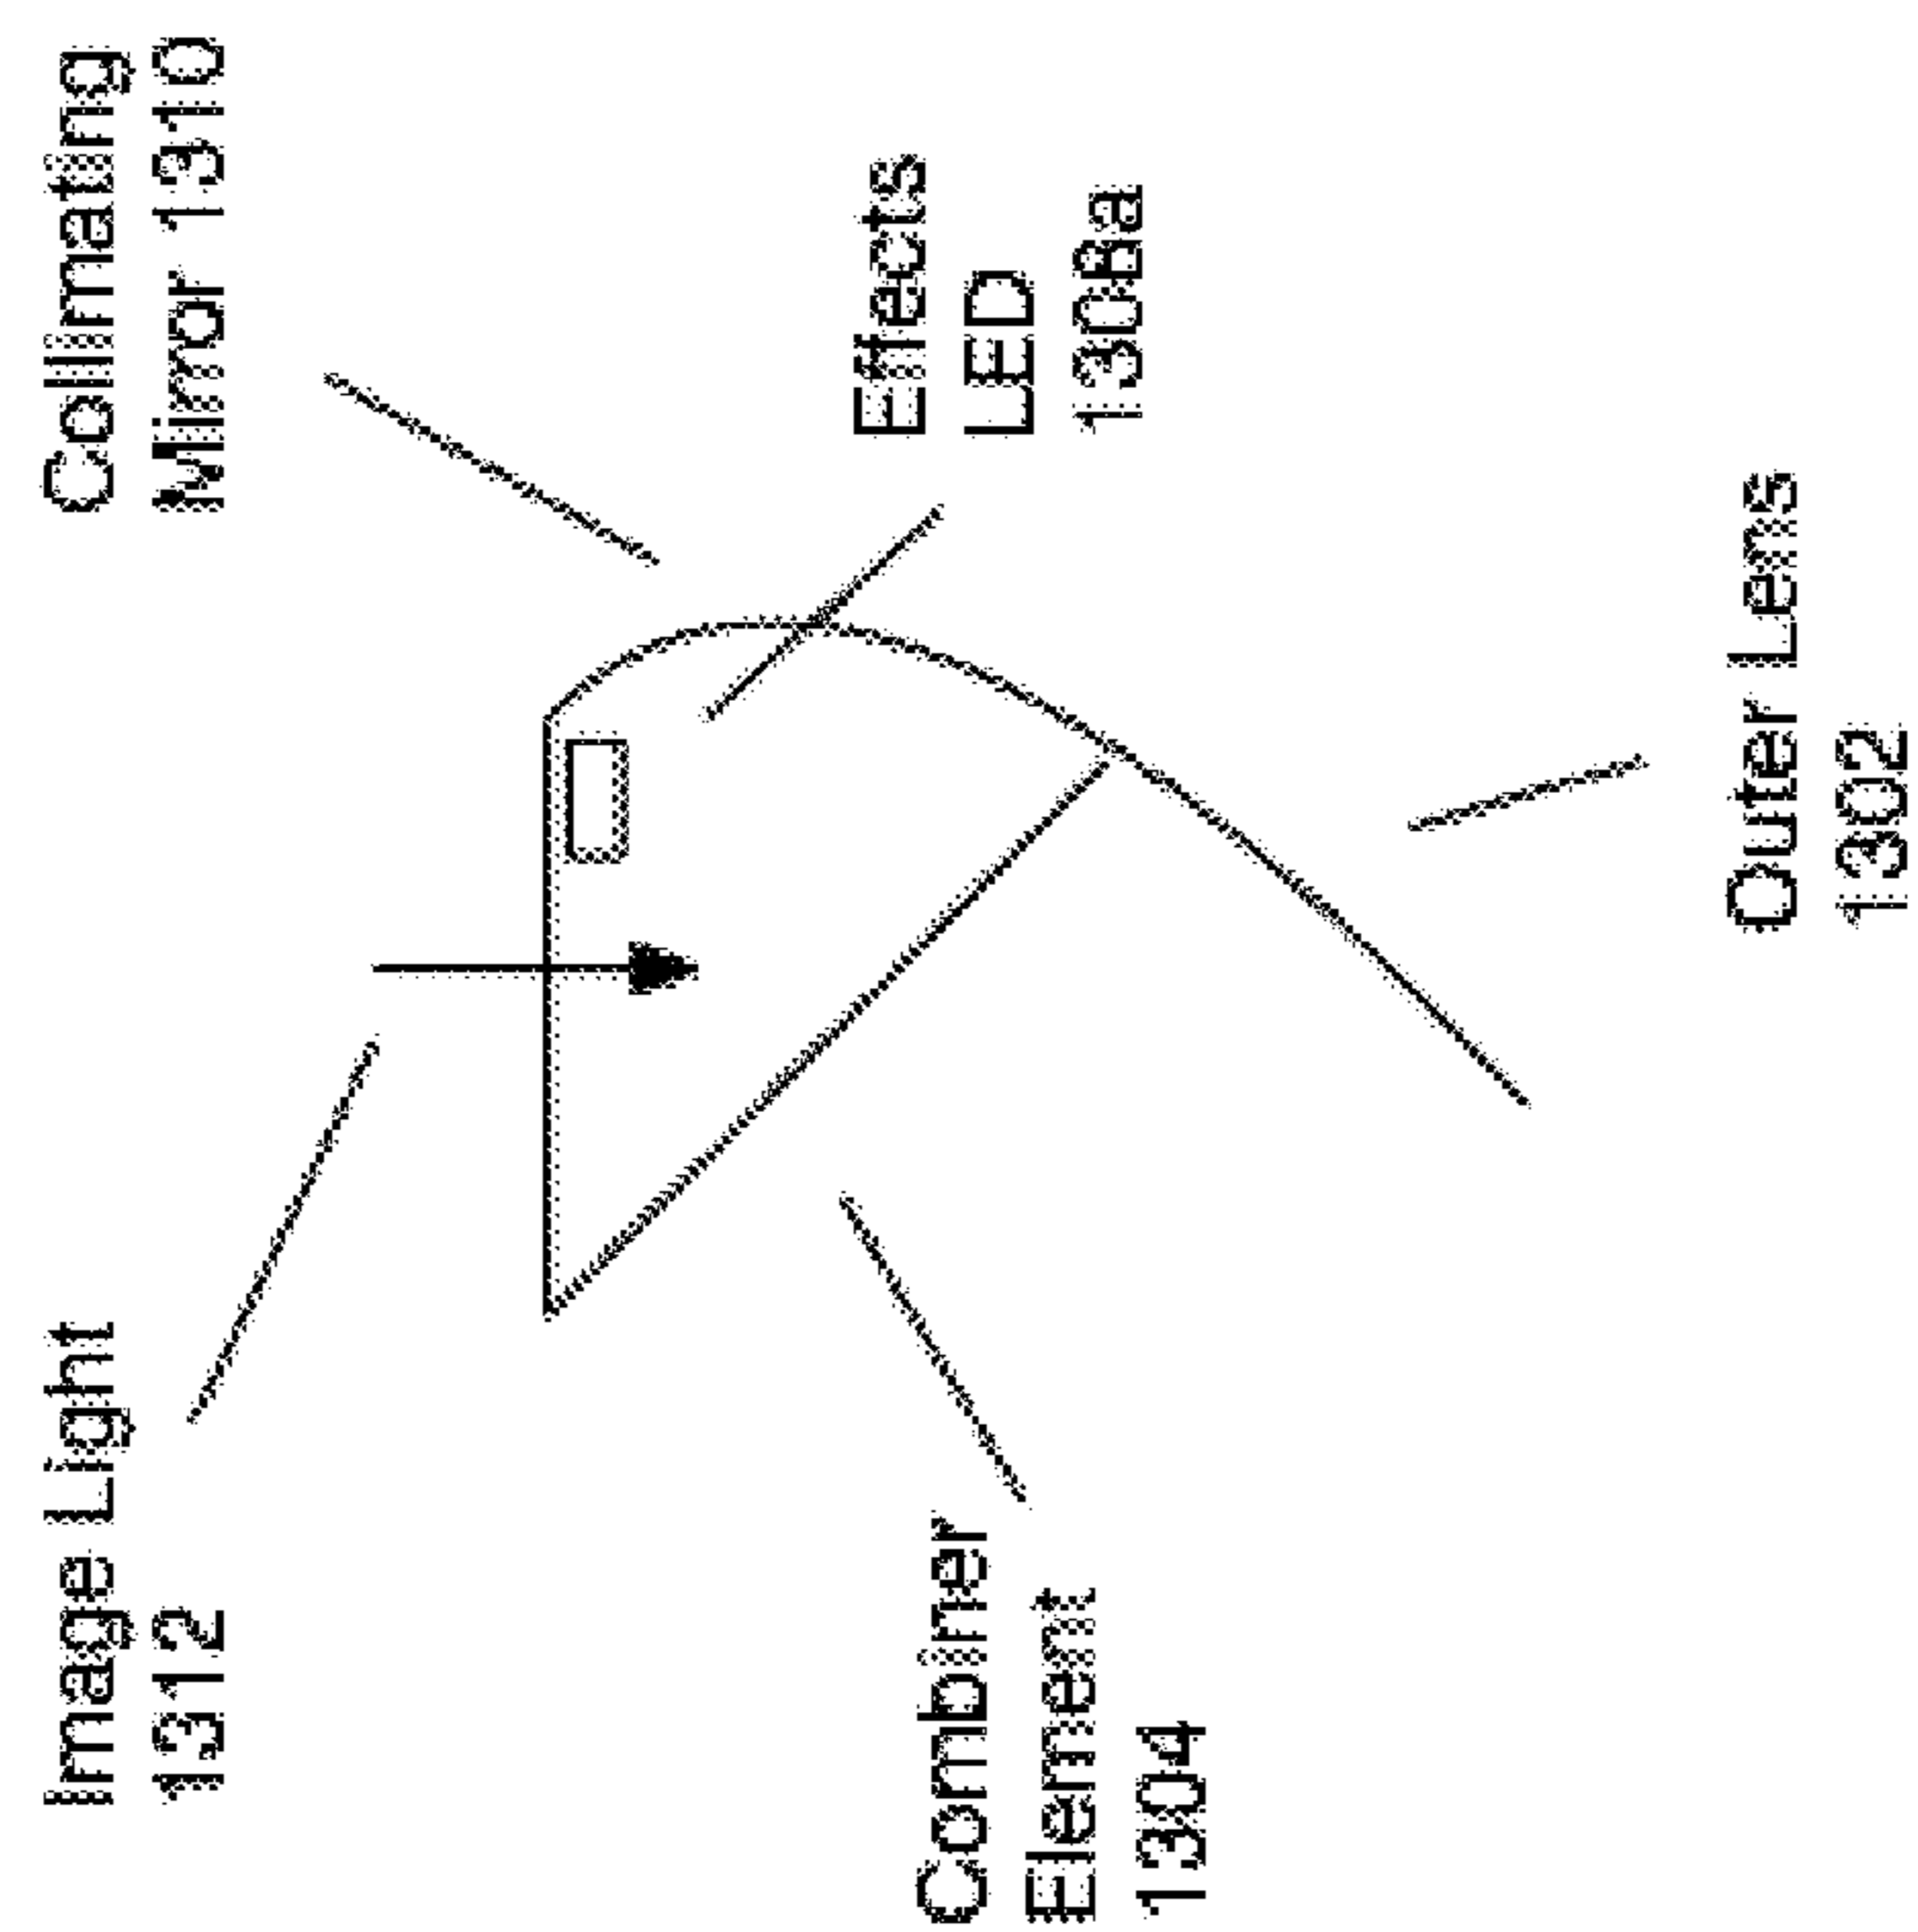 Image Light
1312
Collimating
Mirror 1310
Effects
LED
1308a
Combiner
Element
1304
Outer Lens
1302